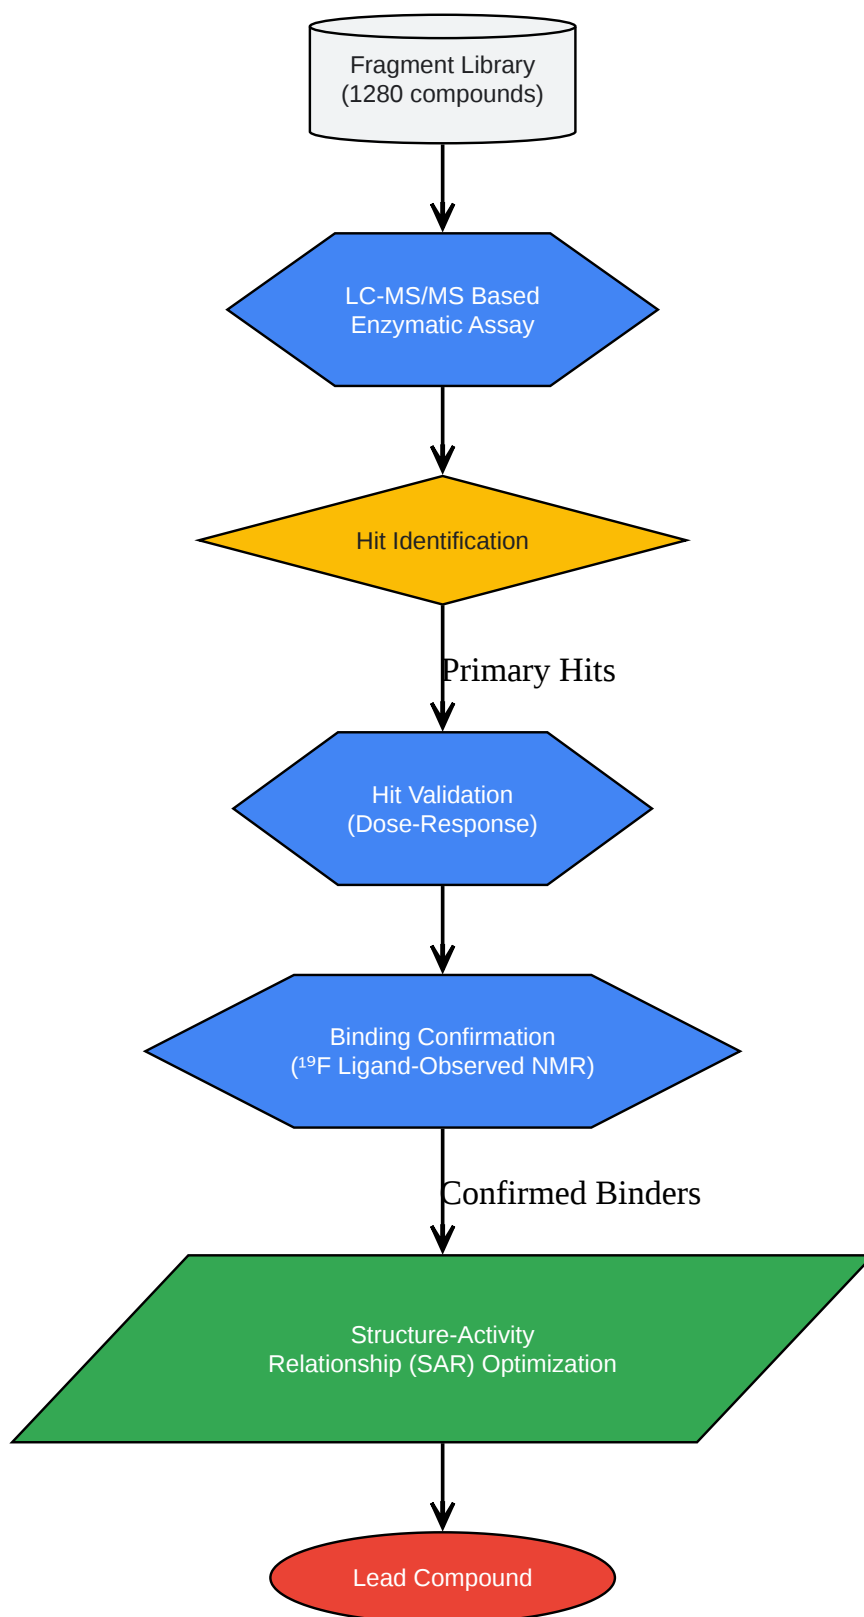 Fragment Library
(1280 compounds)
LC-MS/MS Based
Enzymatic Assay
Hit Identification
Primary Hits
Hit Validation
(Dose-Response)
Binding Confirmation
(¹⁹F Ligand-Observed NMR)
Confirmed Binders
Structure-Activity
Relationship (SAR) Optimization
Lead Compound